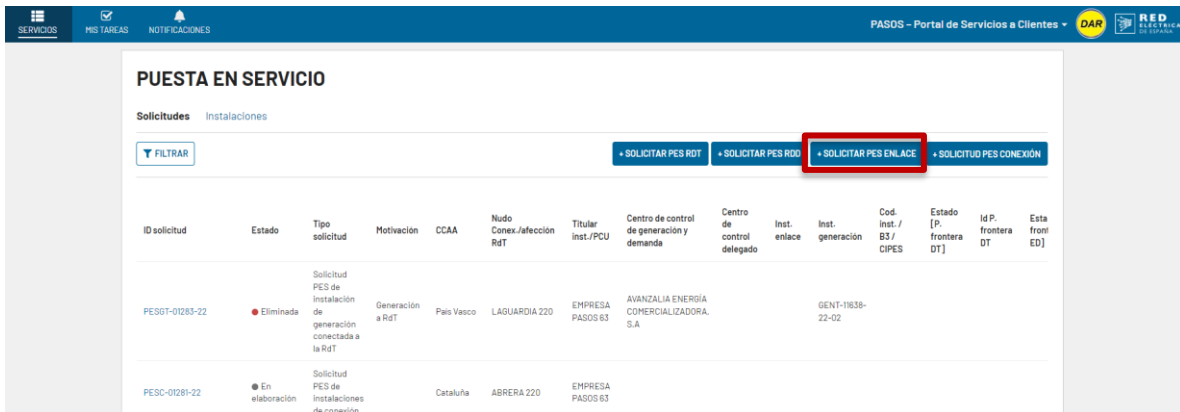 SERVICIOS
MIS TAREAS
NOTIFICACIONES
PASOS – Portal de Servicios a Clientes
DAR
RED
ELÉCTRICA
DE ESPAÑA
PUESTA EN SERVICIO
Solicitudes Instalaciones
FILTRAR
+ SOLICITAR PES RDT
+ SOLICITAR PES RDD
+ SOLICITAR PES ENLACE
+ SOLICITUD PES CONEXIÓN
ID solicitud
Estado
Tipo
solicitud
Motivación
CCAA
Nudo
Conex./afección
RdT
Titular
inst./PCU
Centro de control
de generación y
demanda
Centro
de
control
delegado
Inst.
enlace
Inst.
generación
Cod.
inst. /
B3 /
CIPES
Estado
[P.
frontera
DT]
Id P.
frontera
DT
Esta
front
ED]
PESGT-01283-22
Eliminada
Solicitud
PES de
instalación
de
generación
conectada a
la RdT
Generación
a RdT
País Vasco
LAGUARDIA 220
EMPRESA
PASOS 63
AVANZALIA ENERGÍA
COMERCIALIZADORA,
S.A
GENT-11638-
22-02
PESC-01281-22
En
elaboración
Solicitud
PES de
instalaciones
de conexión
Cataluña
ABRERA 220
EMPRESA
PASOS 63